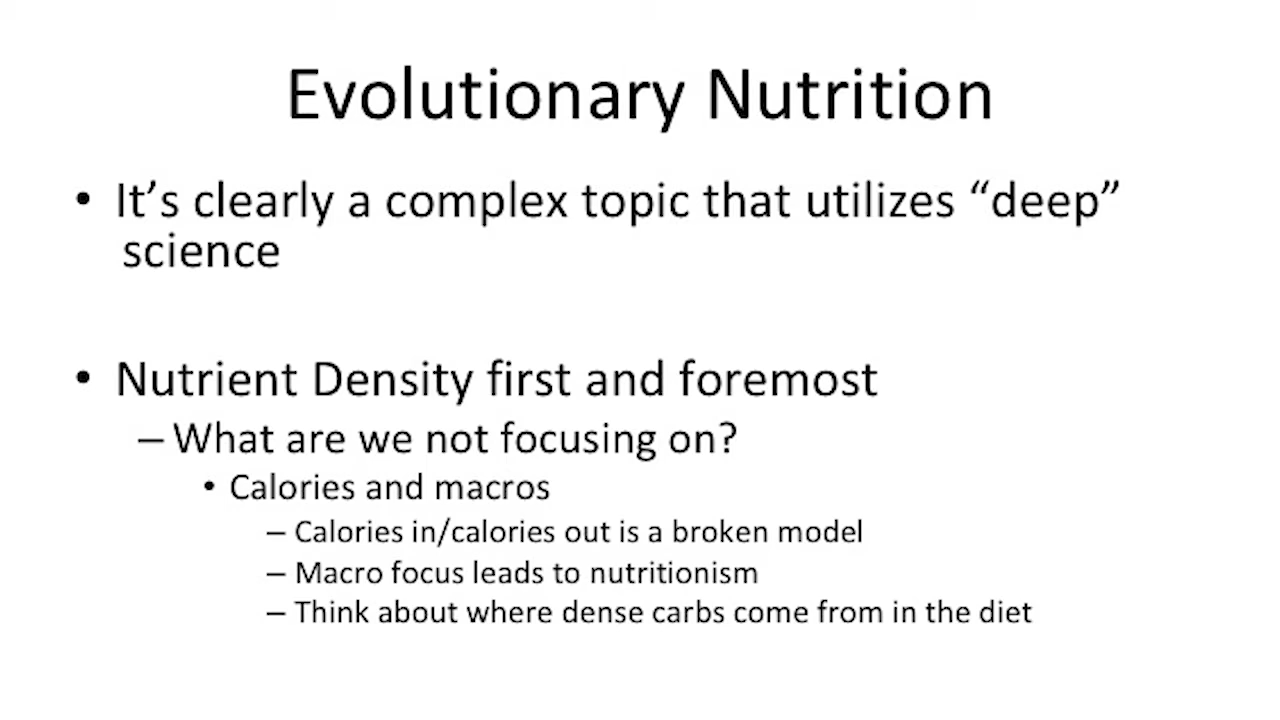 Evolutionary Nutrition
• It’s clearly a complex topic that utilizes “deep”
science
• Nutrient Density first and foremost
– What are we not focusing on?
• Calories and macros
– Calories in/calories out is a broken model
– Macro focus leads to nutritionism
– Think about where dense carbs come from in the diet